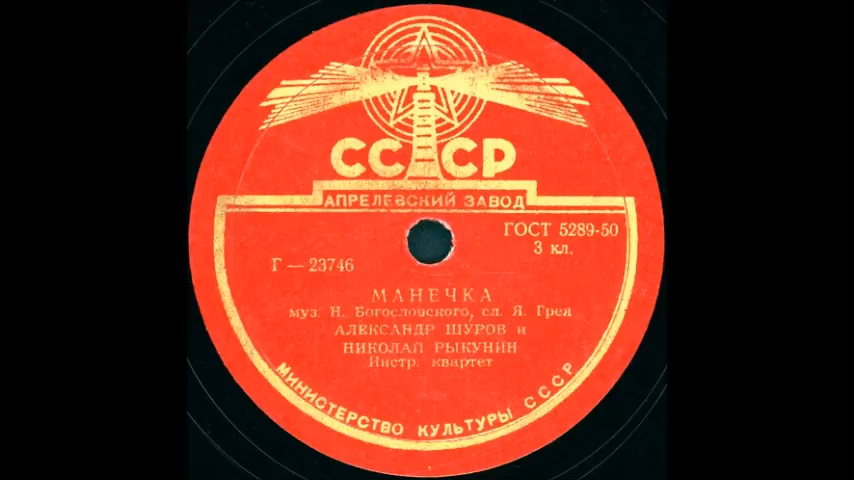 СССР
АПРЕЛЕВСКИЙ ЗАВОД
ГОСТ 5289-50
3 кл.
Г — 23746
МАНЕЧКА
муз. Н. Богословского, сл. Я. Грея
АЛЕКСАНДР ШУРОВ и
НИКОЛАЙ РЫКУНИН
Инстр. квартет
МИНИСТЕРСТВО КУЛЬТУРЫ СССР